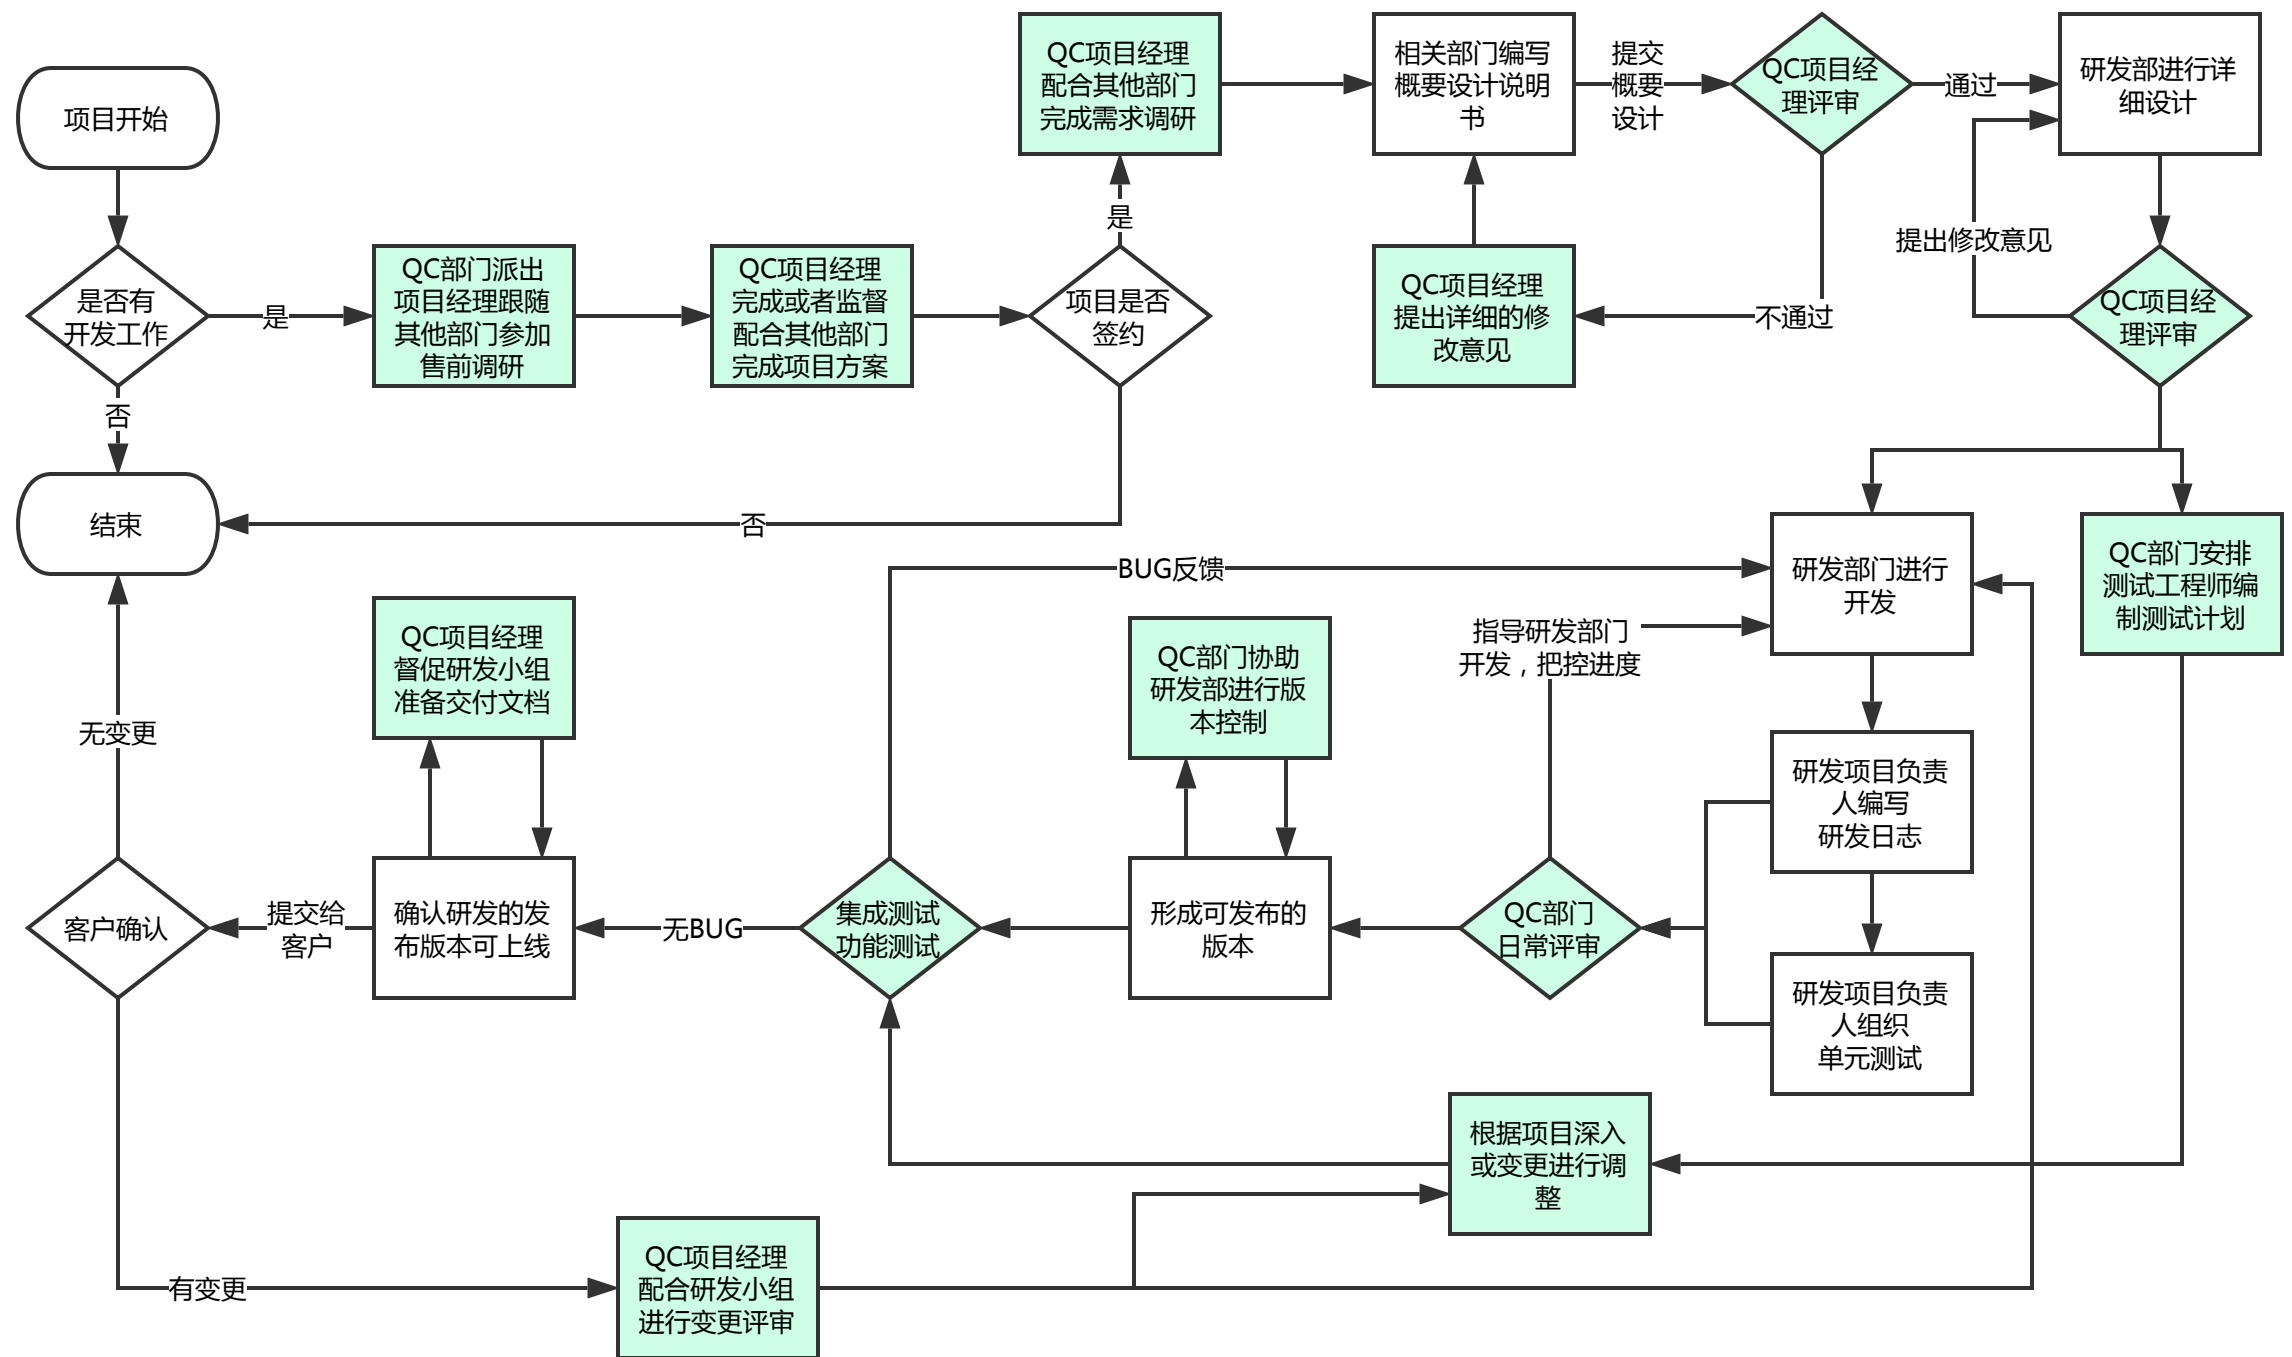 项目开始
是否有
开发工作
是
否
结束
QC部门派出
项目经理跟随
其他部门参加
售前调研
QC项目经理
完成或者监督
配合其他部门
完成项目方案
项目是否
签约
是
否
QC项目经理
配合其他部门
完成需求调研
相关部门编写
概要设计说明
书
提交
概要
设计
QC项目经
理评审
通过
不通过
QC项目经理
提出详细的修
改意见
研发部进行详
细设计
提出修改意见
QC项目经
理评审
研发部门进行
开发
QC部门安排
测试工程师编
制测试计划
BUG反馈
指导研发部门
开发，把控进度
研发项目负责
人编写
研发日志
研发项目负责
人组织
单元测试
QC部门
日常评审
QC部门协助
研发部进行版
本控制
形成可发布的
版本
集成测试
功能测试
无BUG
QC项目经理
督促研发小组
准备交付文档
确认研发的发
布版本可上线
提交给
客户
客户确认
无变更
有变更
QC项目经理
配合研发小组
进行变更评审
根据项目深入
或变更进行调
整